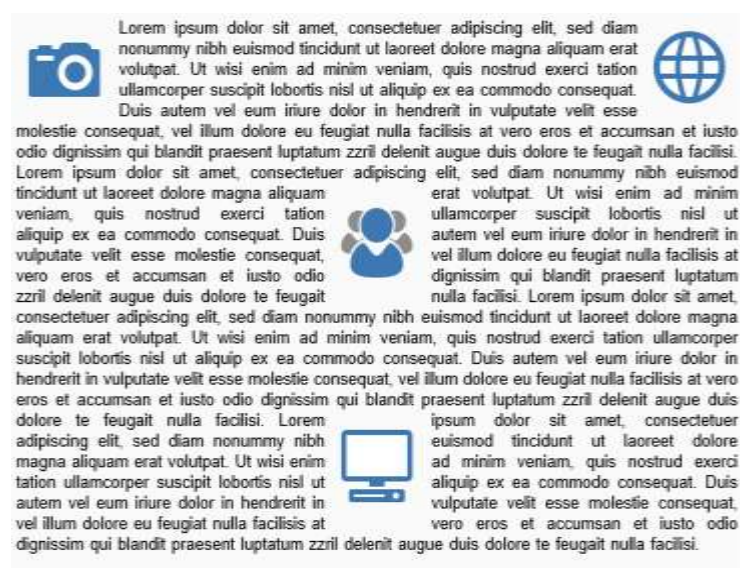 Lorem ipsum dolor sit amet, consectetuer adipiscing elit, sed diam
nonummy nibh euismod tincidunt ut laoreet dolore magna aliquam erat
volutpat. Ut wisi enim ad minim veniam, quis nostrud exerci tation
ullamcorper suscipit lobortis nisl ut aliquip ex ea commodo consequat.
Duis autem vel eum iriure dolor in hendrerit in vulputate velit esse
molestie consequat, vel illum dolore eu feugiat nulla facilisis at vero eros et accumsan et iusto
odio dignissim qui blandit praesent luptatum zzril delenit augue duis dolore te feugait nulla facilisi.
Lorem ipsum dolor sit amet, consectetuer adipiscing elit, sed diam nonummy nibh euismod
tincidunt ut laoreet dolore magna aliquam erat volutpat. Ut wisi enim ad minim
veniam, quis nostrud exerci tation ullamcorper suscipit lobortis nisl ut
aliquip ex ea commodo consequat. Duis autem vel eum iriure dolor in hendrerit in
vulputate velit esse molestie consequat, vel illum dolore eu feugiat nulla facilisis at
vero eros et accumsan et iusto odio dignissim qui blandit praesent luptatum
zzril delenit augue duis dolore te feugait nulla facilisi. Lorem ipsum dolor sit amet,
consectetuer adipiscing elit, sed diam nonummy nibh euismod tincidunt ut laoreet dolore magna
aliquam erat volutpat. Ut wisi enim ad minim veniam, quis nostrud exerci tation ullamcorper
suscipit lobortis nisl ut aliquip ex ea commodo consequat. Duis autem vel eum iriure dolor in
hendrerit in vulputate velit esse molestie consequat, vel illum dolore eu feugiat nulla facilisis at vero
eros et accumsan et iusto odio dignissim qui blandit praesent luptatum zzril delenit augue duis
dolore te feugait nulla facilisi. Lorem ipsum dolor sit amet, consectetuer
adipiscing elit, sed diam nonummy nibh euismod tincidunt ut laoreet dolore
magna aliquam erat volutpat. Ut wisi enim ad minim veniam, quis nostrud exerci
tation ullamcorper suscipit lobortis nisl ut aliquip ex ea commodo consequat. Duis
autem vel eum iriure dolor in hendrerit in vulputate velit esse molestie consequat,
vel illum dolore eu feugiat nulla facilisis at vero eros et accumsan et iusto odio
dignissim qui blandit praesent luptatum zzril delenit augue duis dolore te feugait nulla facilisi.